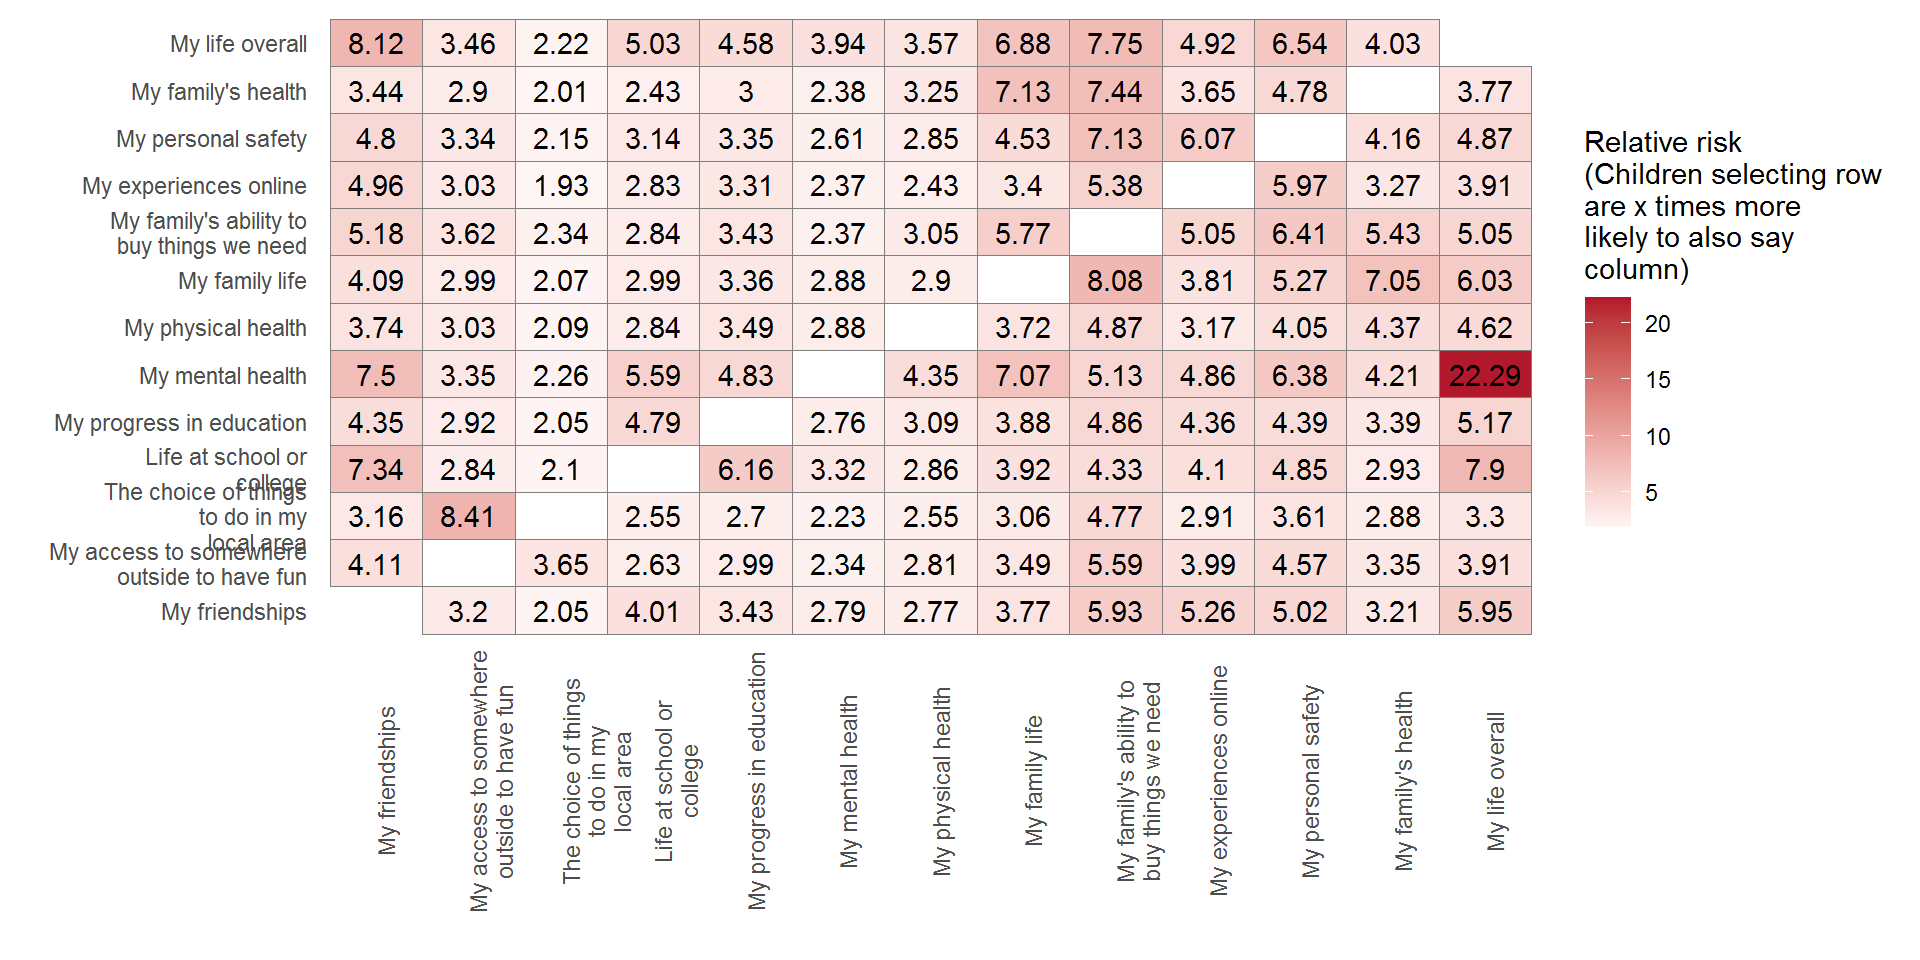 My life overall 8.12 3.46 2.22 5.03 4.58 3.94 3.57 6.88 7.75 4.92 6.54 4.03
My family's health 3.44 2.9 2.01 2.43 3 2.38 3.25 7.13 7.44 3.65 4.78 3.77
My personal safety 4.8 3.34 2.15 3.14 3.35 2.61 2.85 4.53 7.13 6.07 4.16 4.87
My experiences online 4.96 3.03 1.93 2.83 3.31 2.37 2.43 3.4 5.38 5.97 3.27 3.91
My family's ability to
buy things we need
5.18 3.62 2.34 2.84 3.43 2.37 3.05 5.77 5.05 6.41 5.43 5.05
My family life 4.09 2.99 2.07 2.99 3.36 2.88 2.9 8.08 3.81 5.27 7.05 6.03
My physical health 3.74 3.03 2.09 2.84 3.49 2.88 3.72 4.87 3.17 4.05 4.37 4.62
My mental health 7.5 3.35 2.26 5.59 4.83 4.35 7.07 5.13 4.86 6.38 4.21 22.29
My progress in education 4.35 2.92 2.05 4.79 2.76 3.09 3.88 4.86 4.36 4.39 3.39 5.17
Life at school or
college
7.34 2.84 2.1 6.16 3.32 2.86 3.92 4.33 4.1 4.85 2.93 7.9
The choice of things
to do in my
local area
3.16 8.41 2.55 2.7 2.23 2.55 3.06 4.77 2.91 3.61 2.88 3.3
My access to somewhere
outside to have fun
4.11 3.65 2.63 2.99 2.34 2.81 3.49 5.59 3.99 4.57 3.35 3.91
My friendships 3.2 2.05 4.01 3.43 2.79 2.77 3.77 5.93 5.26 5.02 3.21 5.95
My friendships
My access to somewhere
outside to have fun
The choice of things
to do in my
local area
Life at school or
college
My progress in education
My mental health
My physical health
My family life
My family's ability to
buy things we need
My experiences online
My personal safety
My family's health
My life overall
Relative risk
(Children selecting row
are x times more
likely to also say
column)
20
15
10
5